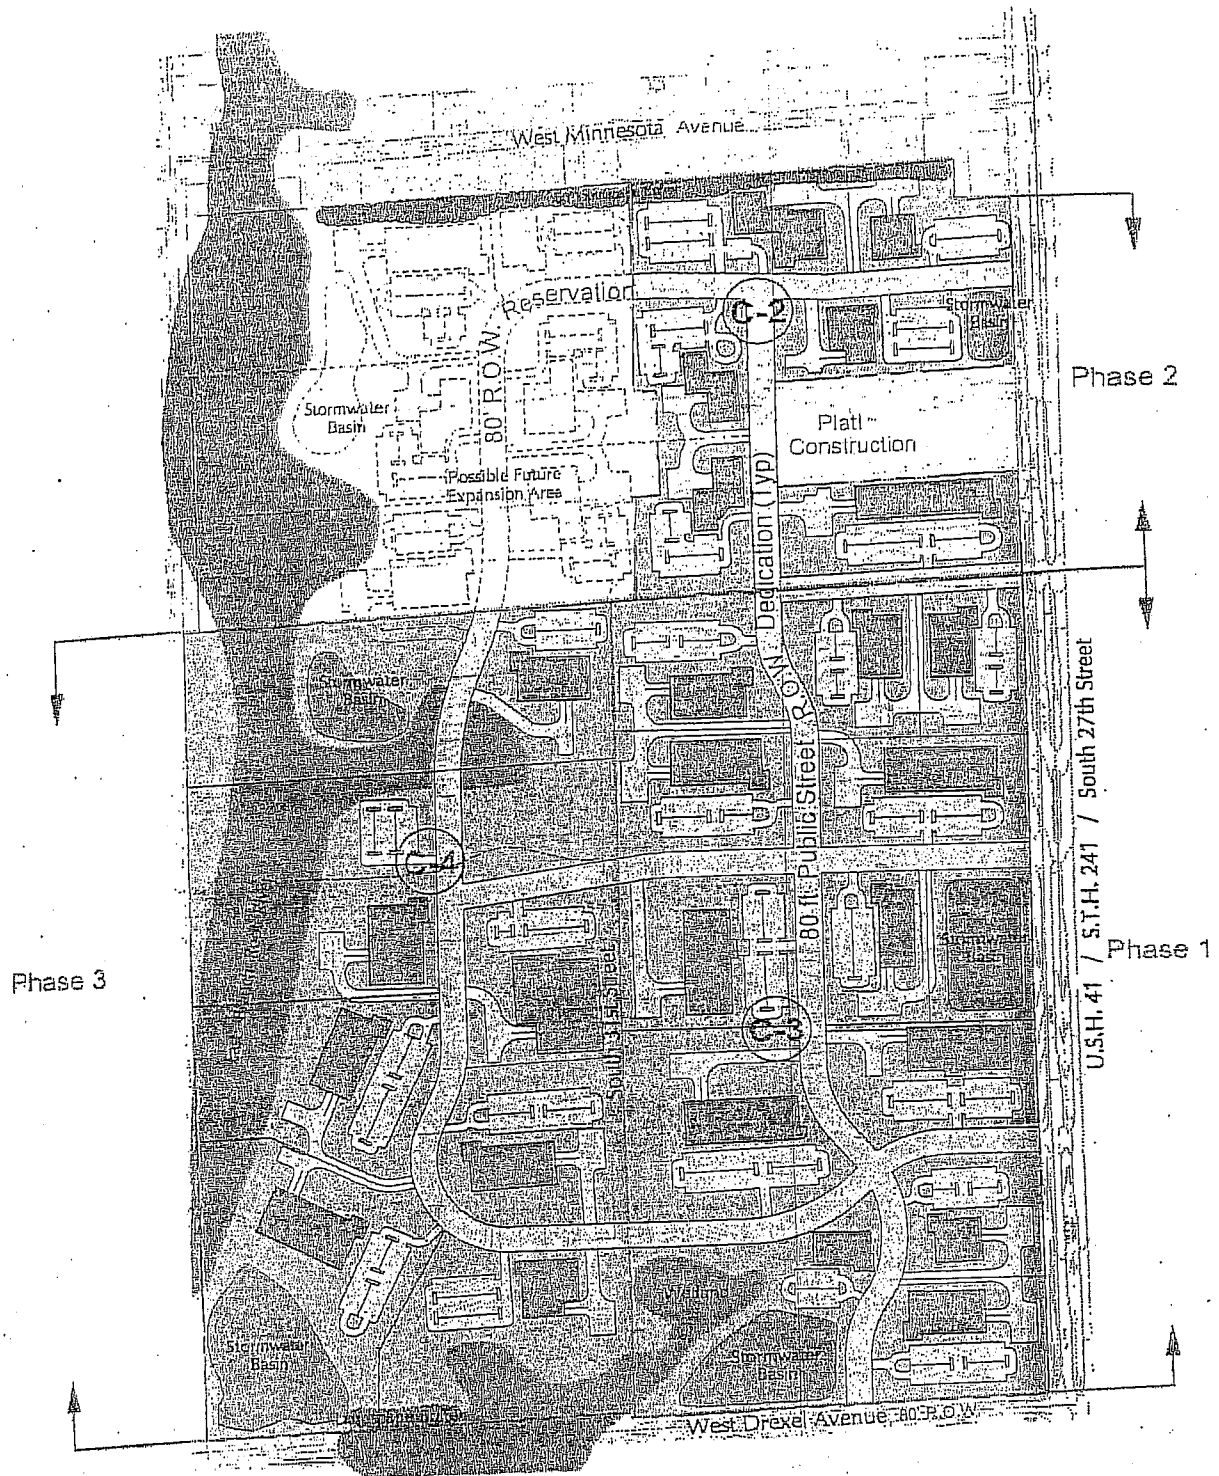 West Minnesota Avenue
Reservation
C-2
Stormwater
Basin
80' R.O.W.
Phase 2
Stormwater
Basin
Platt
Construction
Possible Future
Expansion Area
Dedication (Typ)
Stormwater
Basin
R.O.W.
80 ft. Public Street
U.S.H. 41 / S.T.H. 241 / South 27th Street
C-4
Stormwater
Basin
Phase 1
Phase 3
South 31st Street
C-3
Wetland
Stormwater
Basin
Stormwater
Basin
West Drexel Avenue, 80' R.O.W.